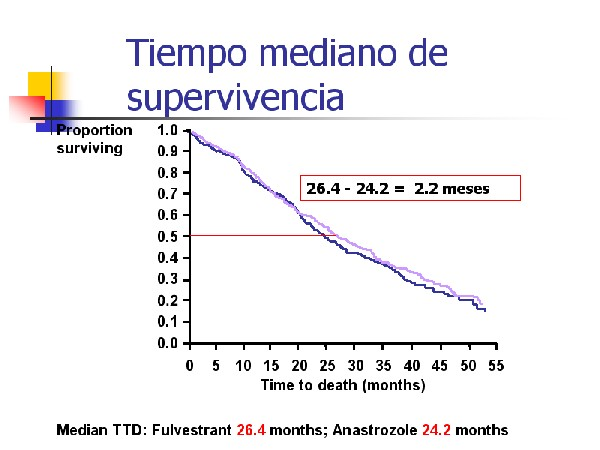 Tiempo mediano de
supervivencia
Proportion
surviving
1.0
0.9
0.8
0.7
0.6
0.5
0.4
0.3
0.2
0.1
0.0
26.4 - 24.2 = 2.2 meses
0 5 10 15 20 25 30 35 40 45 50 55
Time to death (months)
Median TTD: Fulvestrant 26.4 months; Anastrozole 24.2 months